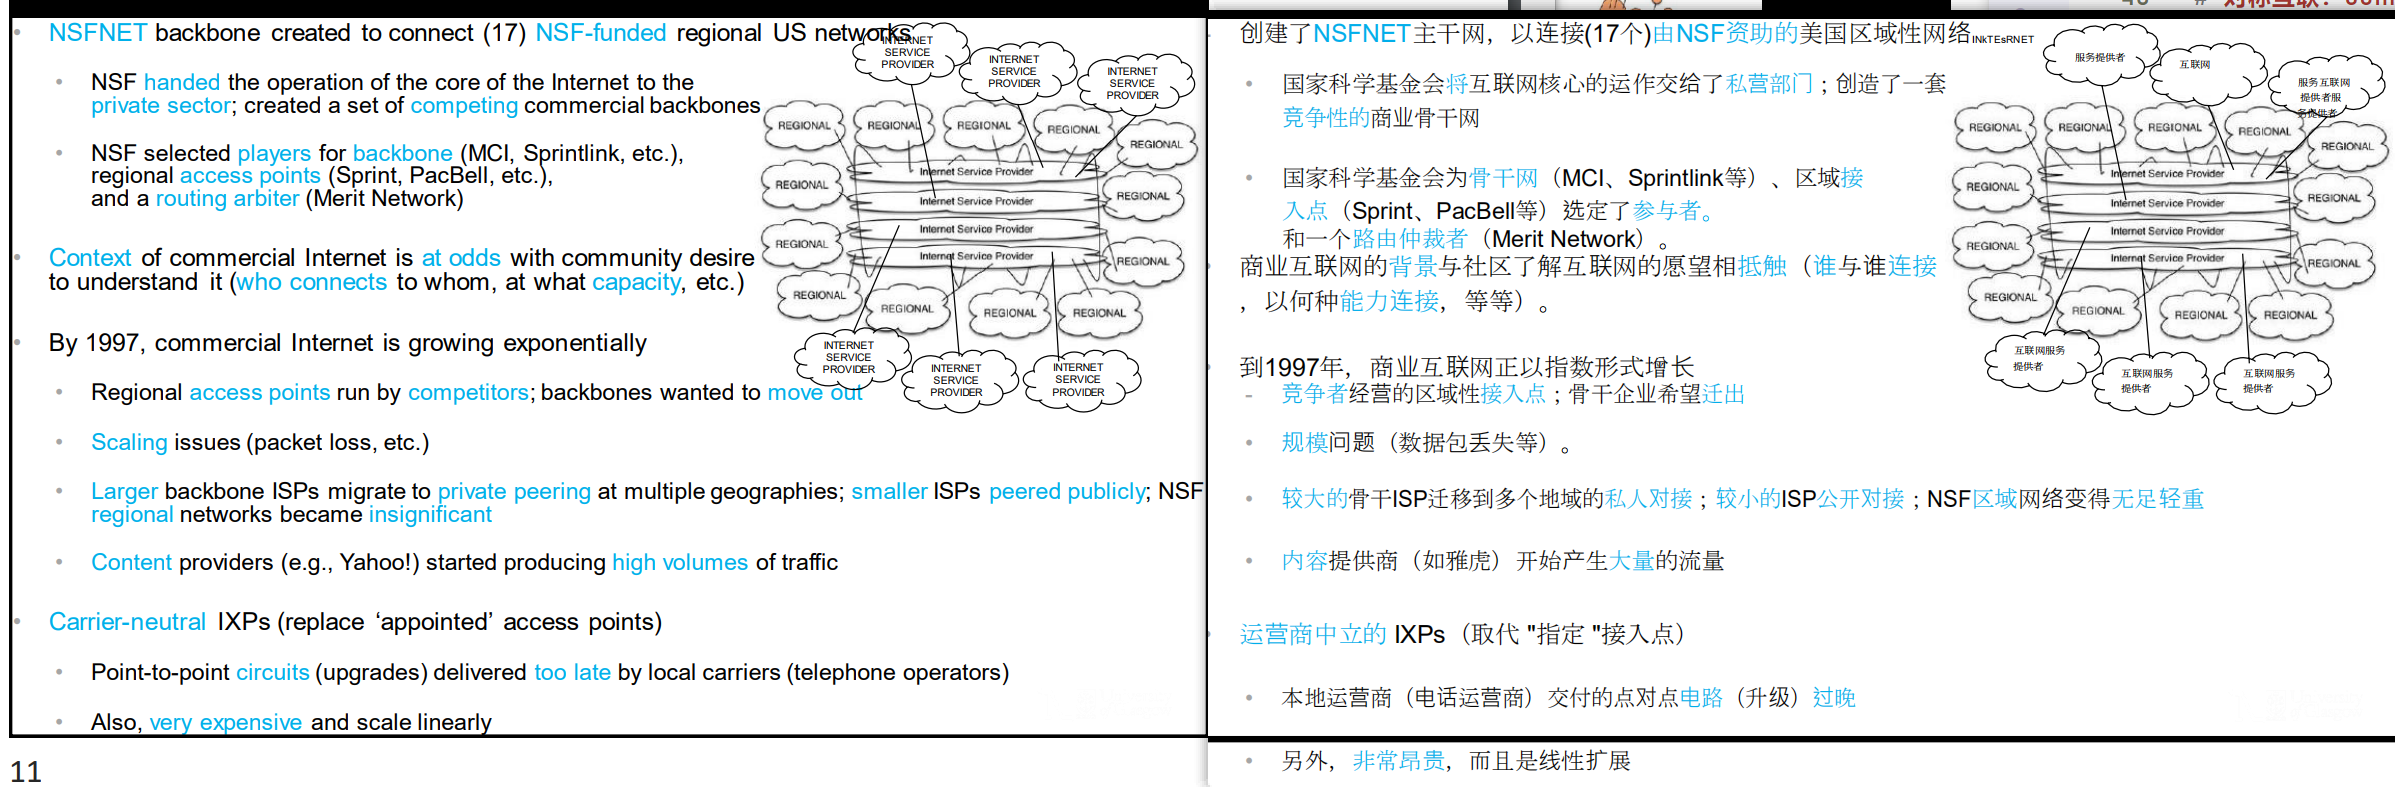 NSFNET backbone created to connect (17) NSF-funded regional US networks
NSF handed the operation of the core of the Internet to the
private sector; created a set of competing commercial backbones
NSF selected players for backbone (MCI, Sprintlink, etc.),
regional access points (Sprint, PacBell, etc.),
and a routing arbiter (Merit Network)
Context of commercial Internet is at odds with community desire
to understand it (who connects to whom, at what capacity, etc.)
By 1997, commercial Internet is growing exponentially
Regional access points run by competitors; backbones wanted to move out
Scaling issues (packet loss, etc.)
Larger backbone ISPs migrate to private peering at multiple geographies; smaller ISPs peered publicly; NSF
regional networks became insignificant
Content providers (e.g., Yahoo!) started producing high volumes of traffic
Carrier-neutral IXPs (replace ‘appointed’ access points)
Point-to-point circuits (upgrades) delivered too late by local carriers (telephone operators)
Also, very expensive and scale linearly
11
INTERNET
SERVICE
PROVIDER
INTERNET
SERVICE
PROVIDER
INTERNET
SERVICE
PROVIDER
REGIONAL
REGIONAL
REGIONAL
REGIONAL
REGIONAL
Internet Service Provider
REGIONAL
REGIONAL
Internet Service Provider
Internet Service Provider
REGIONAL
Internet Service Provider
REGIONAL
REGIONAL
REGIONAL
REGIONAL
REGIONAL
INTERNET
SERVICE
PROVIDER
INTERNET
SERVICE
PROVIDER
INTERNET
SERVICE
PROVIDER
创建了NSFNET主干网，以连接(17个)由NSF资助的美国区域性网络INkTEsRNET
国家科学基金会将互联网核心的运作交给了私营部门；创造了一套
竞争性的商业骨干网
国家科学基金会为骨干网（MCI、Sprintlink等）、区域接
入点（Sprint、PacBell等）选定了参与者。
和一个路由仲裁者（Merit Network）。
商业互联网的背景与社区了解互联网的愿望相抵触（谁与谁连接
，以何种能力连接，等等）。
到1997年，商业互联网正以指数形式增长
竞争者经营的区域性接入点；骨干企业希望迁出
规模问题（数据包丢失等）。
较大的骨干ISP迁移到多个地域的私人对接；较小的ISP公开对接；NSF区域网络变得无足轻重
内容提供商（如雅虎）开始产生大量的流量
运营商中立的 IXPs（取代 "指定 "接入点）
本地运营商（电话运营商）交付的点对点电路（升级）过晚
另外，非常昂贵，而且是线性扩展
服务提供者
互联网
服务互联网
提供者服
务提供者
REGIONAL
REGIONAL
REGIONAL
REGIONAL
REGIONAL
Internet Service Provider
REGIONAL
REGIONAL
Internet Service Provider
Internet Service Provider
REGIONAL
Internet Service Provider
REGIONAL
REGIONAL
REGIONAL
REGIONAL
REGIONAL
互联网服务
提供者
互联网服务
提供者
互联网服务
提供者